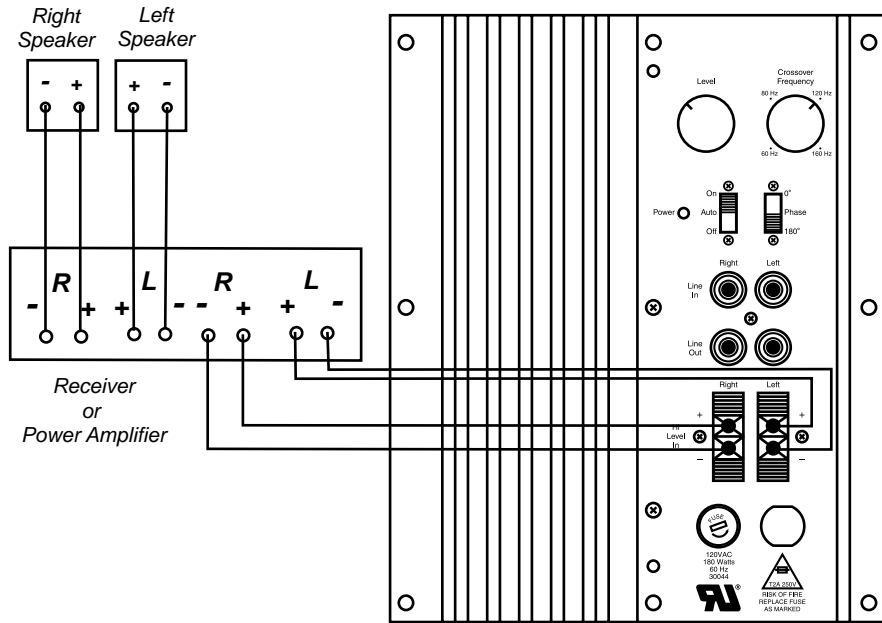 Right
Speaker
Left
Speaker
- +
+ -
R
- +
L
+ -
R
- +
L
+ -
Receiver
or
Power Amplifier
Level
Crossover
Frequency
80 Hz
120 Hz
60 Hz
160 Hz
Power
On
Auto
Off
0°
Phase
180°
Right Left
Line
In
Line
Out
Right Left
+ +
Hi
Level
In
- -
FUSE
120VAC
180 Watts
60 Hz
30044
T2A 250V
RISK OF FIRE
REPLACE FUSE
AS MARKED